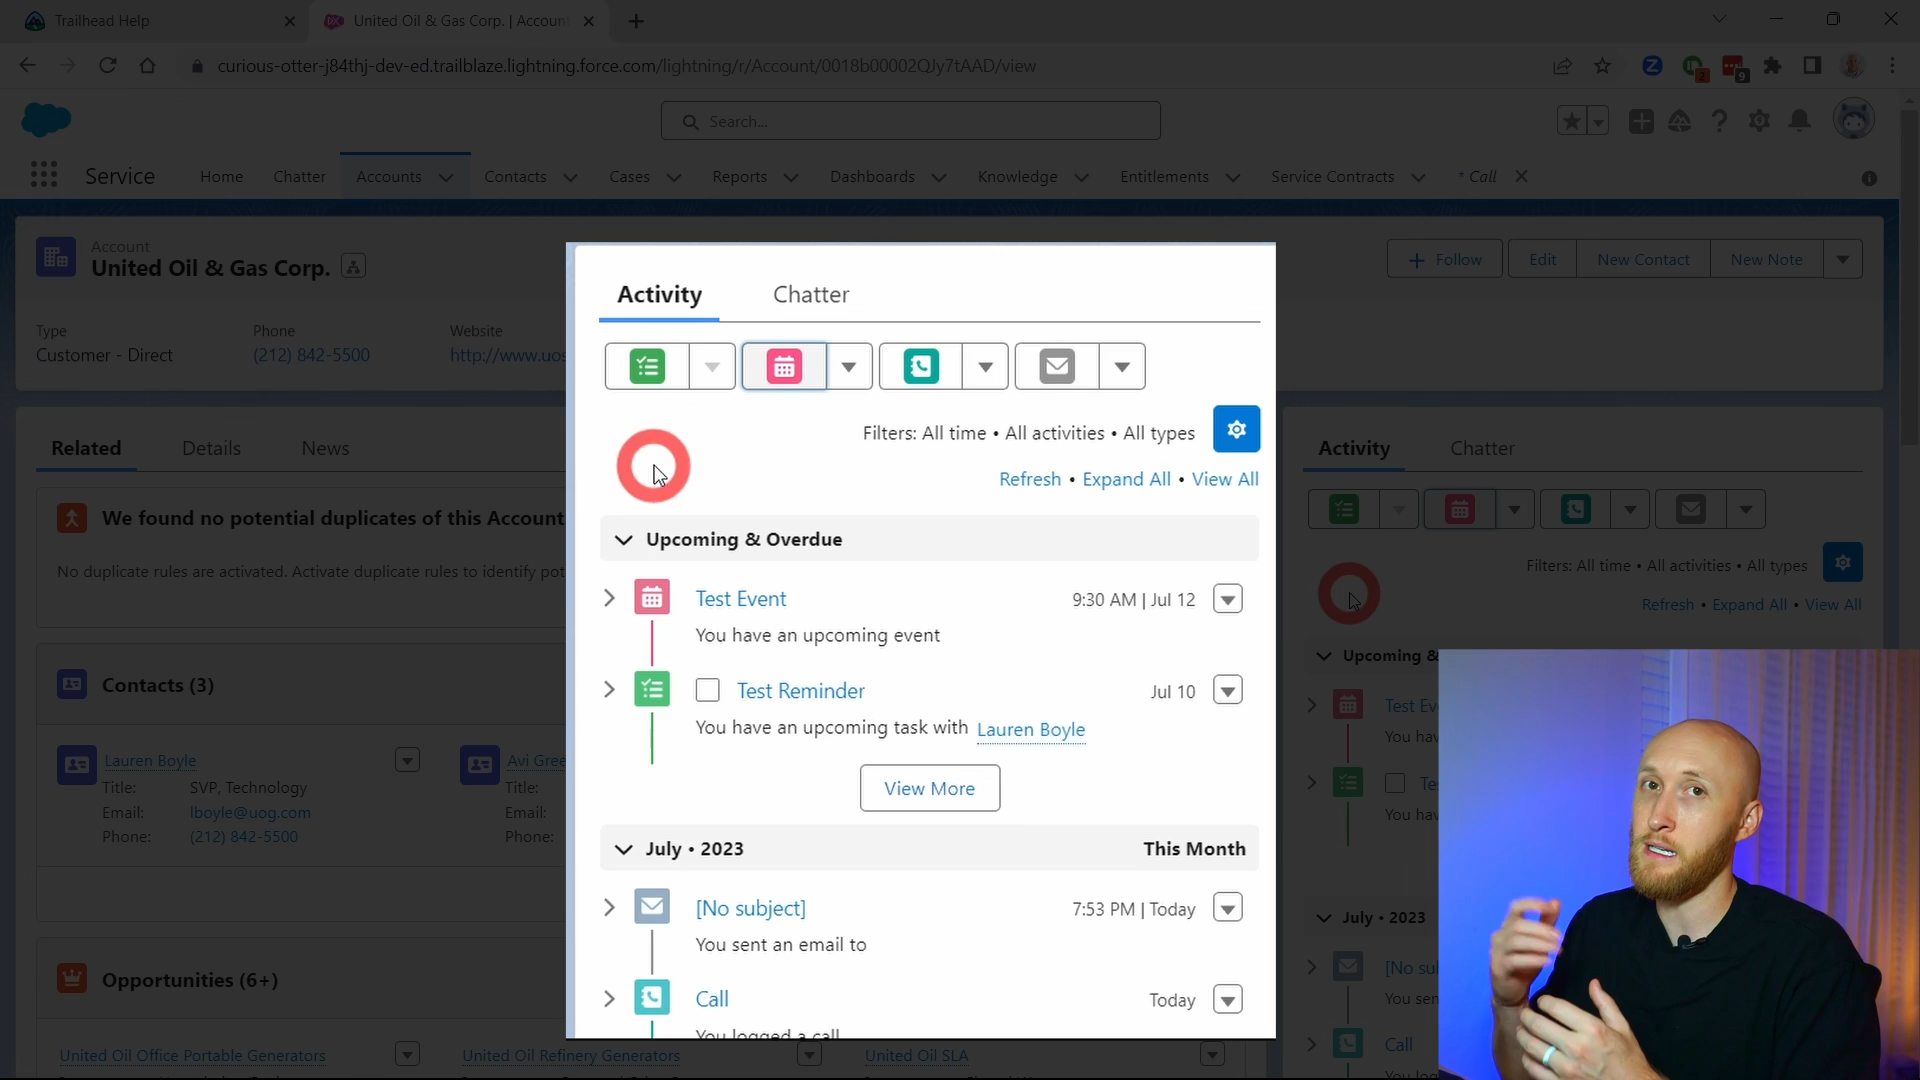 Trailhead Help
United Oil & Gas Corp. | Account
curious-otter-j84thj-dev-ed.trailblaze.lightning.force.com/lightning/r/Account/0018b00002QJy7tAAD/view
2
9
Search...
Service
Home
Chatter
Accounts
Contacts
Cases
Reports
Dashboards
Knowledge
Entitlements
Service Contracts
* Call
Account
United Oil & Gas Corp.
Follow
Edit
New Contact
New Note
Type
Customer - Direct
Phone
(212) 842-5500
Website
http://www.uos
Related
Details
News
We found no potential duplicates of this Account
No duplicate rules are activated. Activate duplicate rules to identify pot
Contacts (3)
Lauren Boyle
Title: SVP, Technology
Email: lboyle@uog.com
Phone: (212) 842-5500
Avi Gree
Title:
Email:
Phone:
Opportunities (6+)
United Oil Office Portable Generators
United Oil Refinery Generators
United Oil SLA
Activity
Chatter
Filters: All time • All activities • All types
Refresh • Expand All • View All
Upcoming & Overdue
Test Event
9:30 AM | Jul 12
You have an upcoming event
Test Reminder
Jul 10
You have an upcoming task with Lauren Boyle
View More
July • 2023
This Month
[No subject]
7:53 PM | Today
You sent an email to
Call
Today
You logged a call
Activity
Chatter
Filters: All time • All activities • All types
Refresh • Expand All • View All
Upcoming &
Test Ev
You hav
Te
You hav
July • 2023
[No sul
You sen
Call
You log